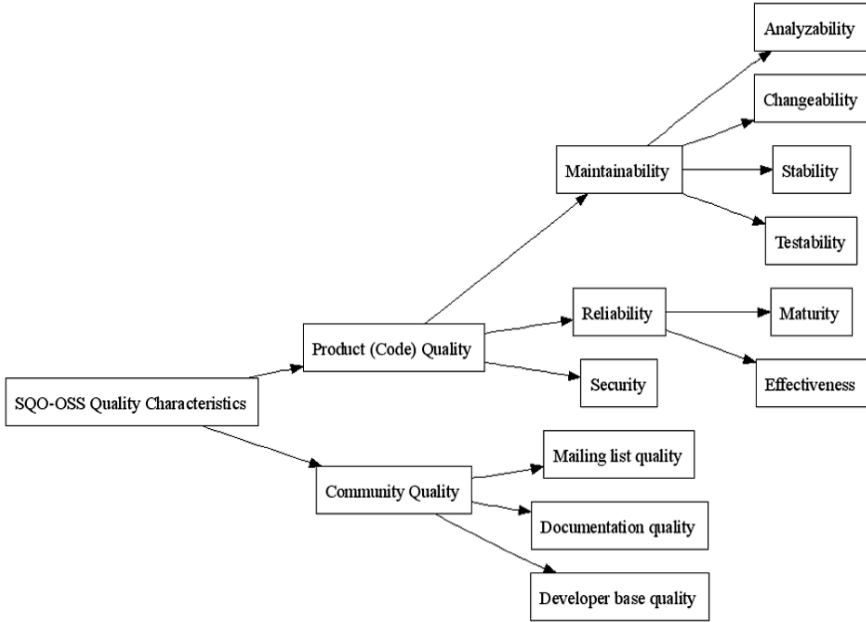 Analyzability
Changeability
Maintainability
Stability
Testability
Reliability
Maturity
Product (Code) Quality
Security
Effectiveness
SQO-OSS Quality Characteristics
Mailing list quality
Community Quality
Documentation quality
Developer base quality